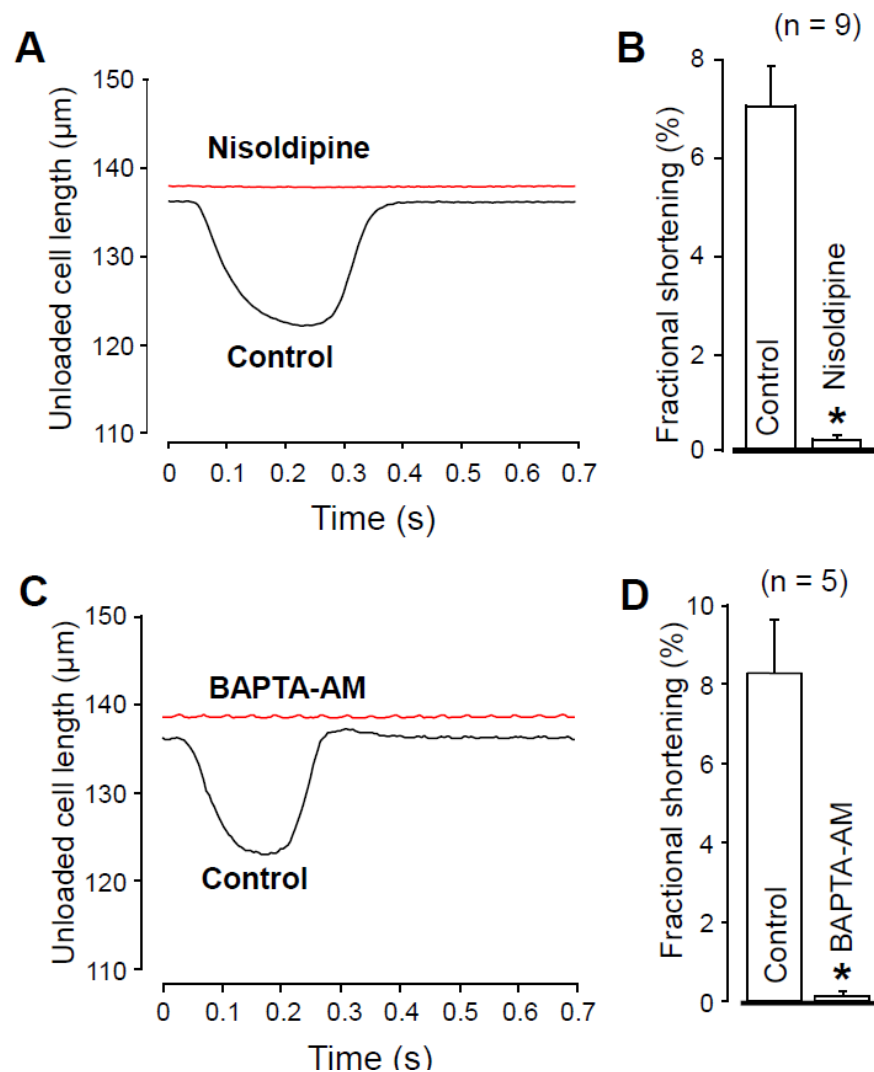 A
Unloaded cell length (µm)
150
140
130
120
110
Nisoldipine
Control
0 0.1 0.2 0.3 0.4 0.5 0.6 0.7
Time (s)
B
(n = 9)
Fractional shortening (%)
8
6
4
2
0
Control
* Nisoldipine
C
Unloaded cell length (µm)
150
140
130
120
110
BAPTA-AM
Control
0 0.1 0.2 0.3 0.4 0.5 0.6 0.7
Time (s)
D
(n = 5)
Fractional shortening (%)
10
8
6
4
2
0
Control
* BAPTA-AM